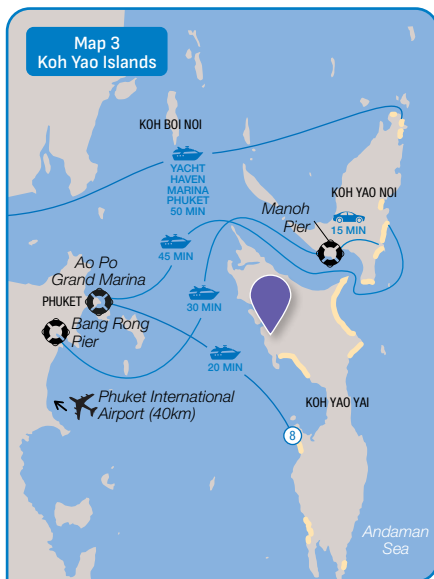 Map 3
Koh Yao Islands
KOH BOI NOI
YACHT
HAVEN
MARINA
PHUKET
50 MIN
KOH YAO NOI
Manoh
Pier
15 MIN
45 MIN
Ao Po
Grand Marina
PHUKET
30 MIN
Bang Rong
Pier
20 MIN
Phuket International
Airport (40km)
KOH YAO YAI
8
Andaman
Sea